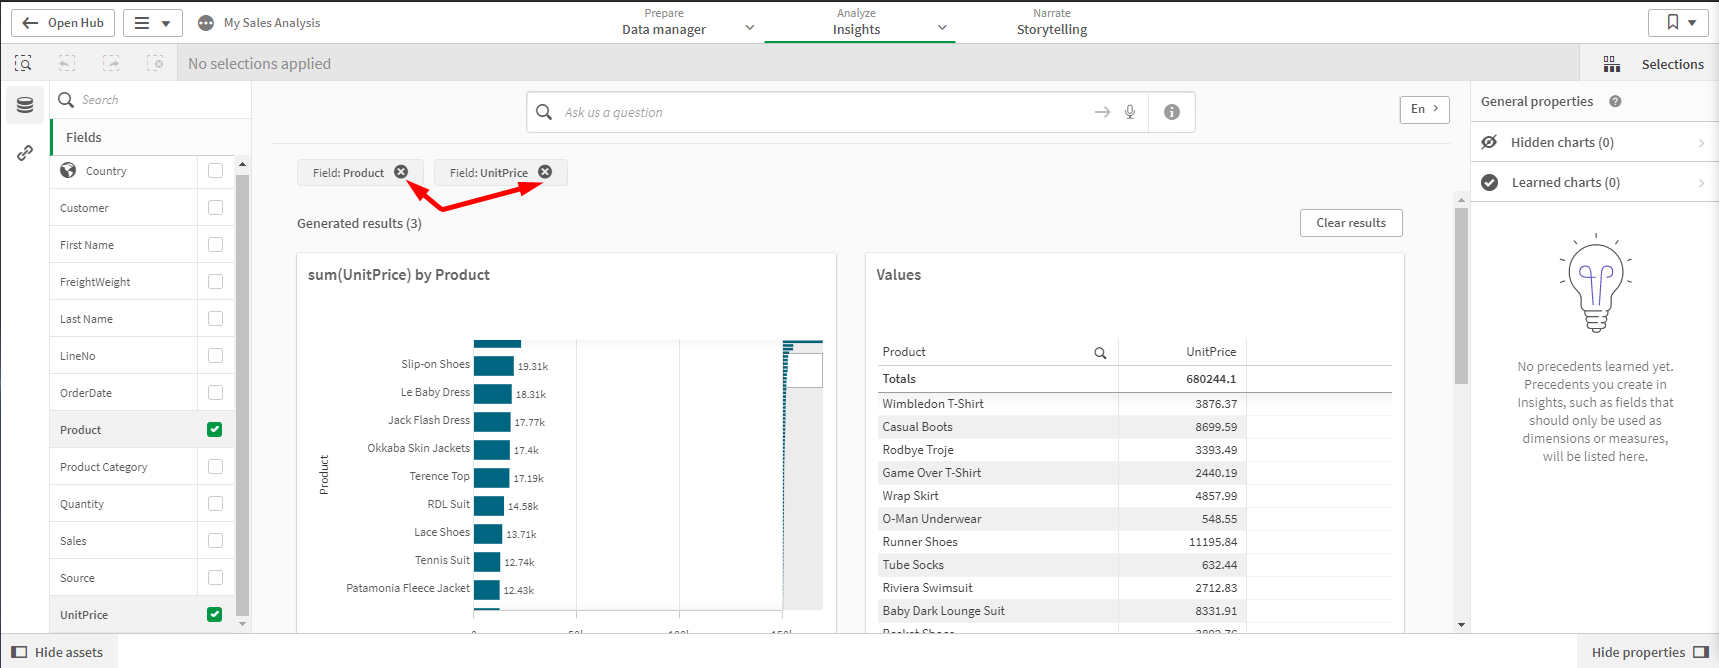 Open Hub
My Sales Analysis
Prepare
Data manager
Analyze
Insights
Narrate
Storytelling
No selections applied
Selections
Search
Fields
Country
Customer
First Name
FreightWeight
Last Name
LineNo
OrderDate
Product
Product Category
Quantity
Sales
Source
UnitPrice
Ask us a question
En
Field: Product
Field: UnitPrice
Generated results (3)
Clear results
sum(UnitPrice) by Product
Product
Slip-on Shoes 19.31k
Le Baby Dress 18.31k
Jack Flash Dress 17.77k
Okkaba Skin Jackets 17.4k
Terence Top 17.19k
RDL Suit 14.58k
Lace Shoes 13.71k
Tennis Suit 12.74k
Patamonia Fleece Jacket 12.43k
Values
Product UnitPrice
Totals 680244.1
Wimbledon T-Shirt 3876.37
Casual Boots 8699.59
Rodbye Troje 3393.49
Game Over T-Shirt 2440.19
Wrap Skirt 4857.99
O-Man Underwear 548.55
Runner Shoes 11195.84
Tube Socks 632.44
Riviera Swimsuit 2712.83
Baby Dark Lounge Suit 8331.91
General properties
Hidden charts (0)
Learned charts (0)
No precedents learned yet.
Precedents you create in
Insights, such as fields that
should only be used as
dimensions or measures,
will be listed here.
Hide assets
Hide properties